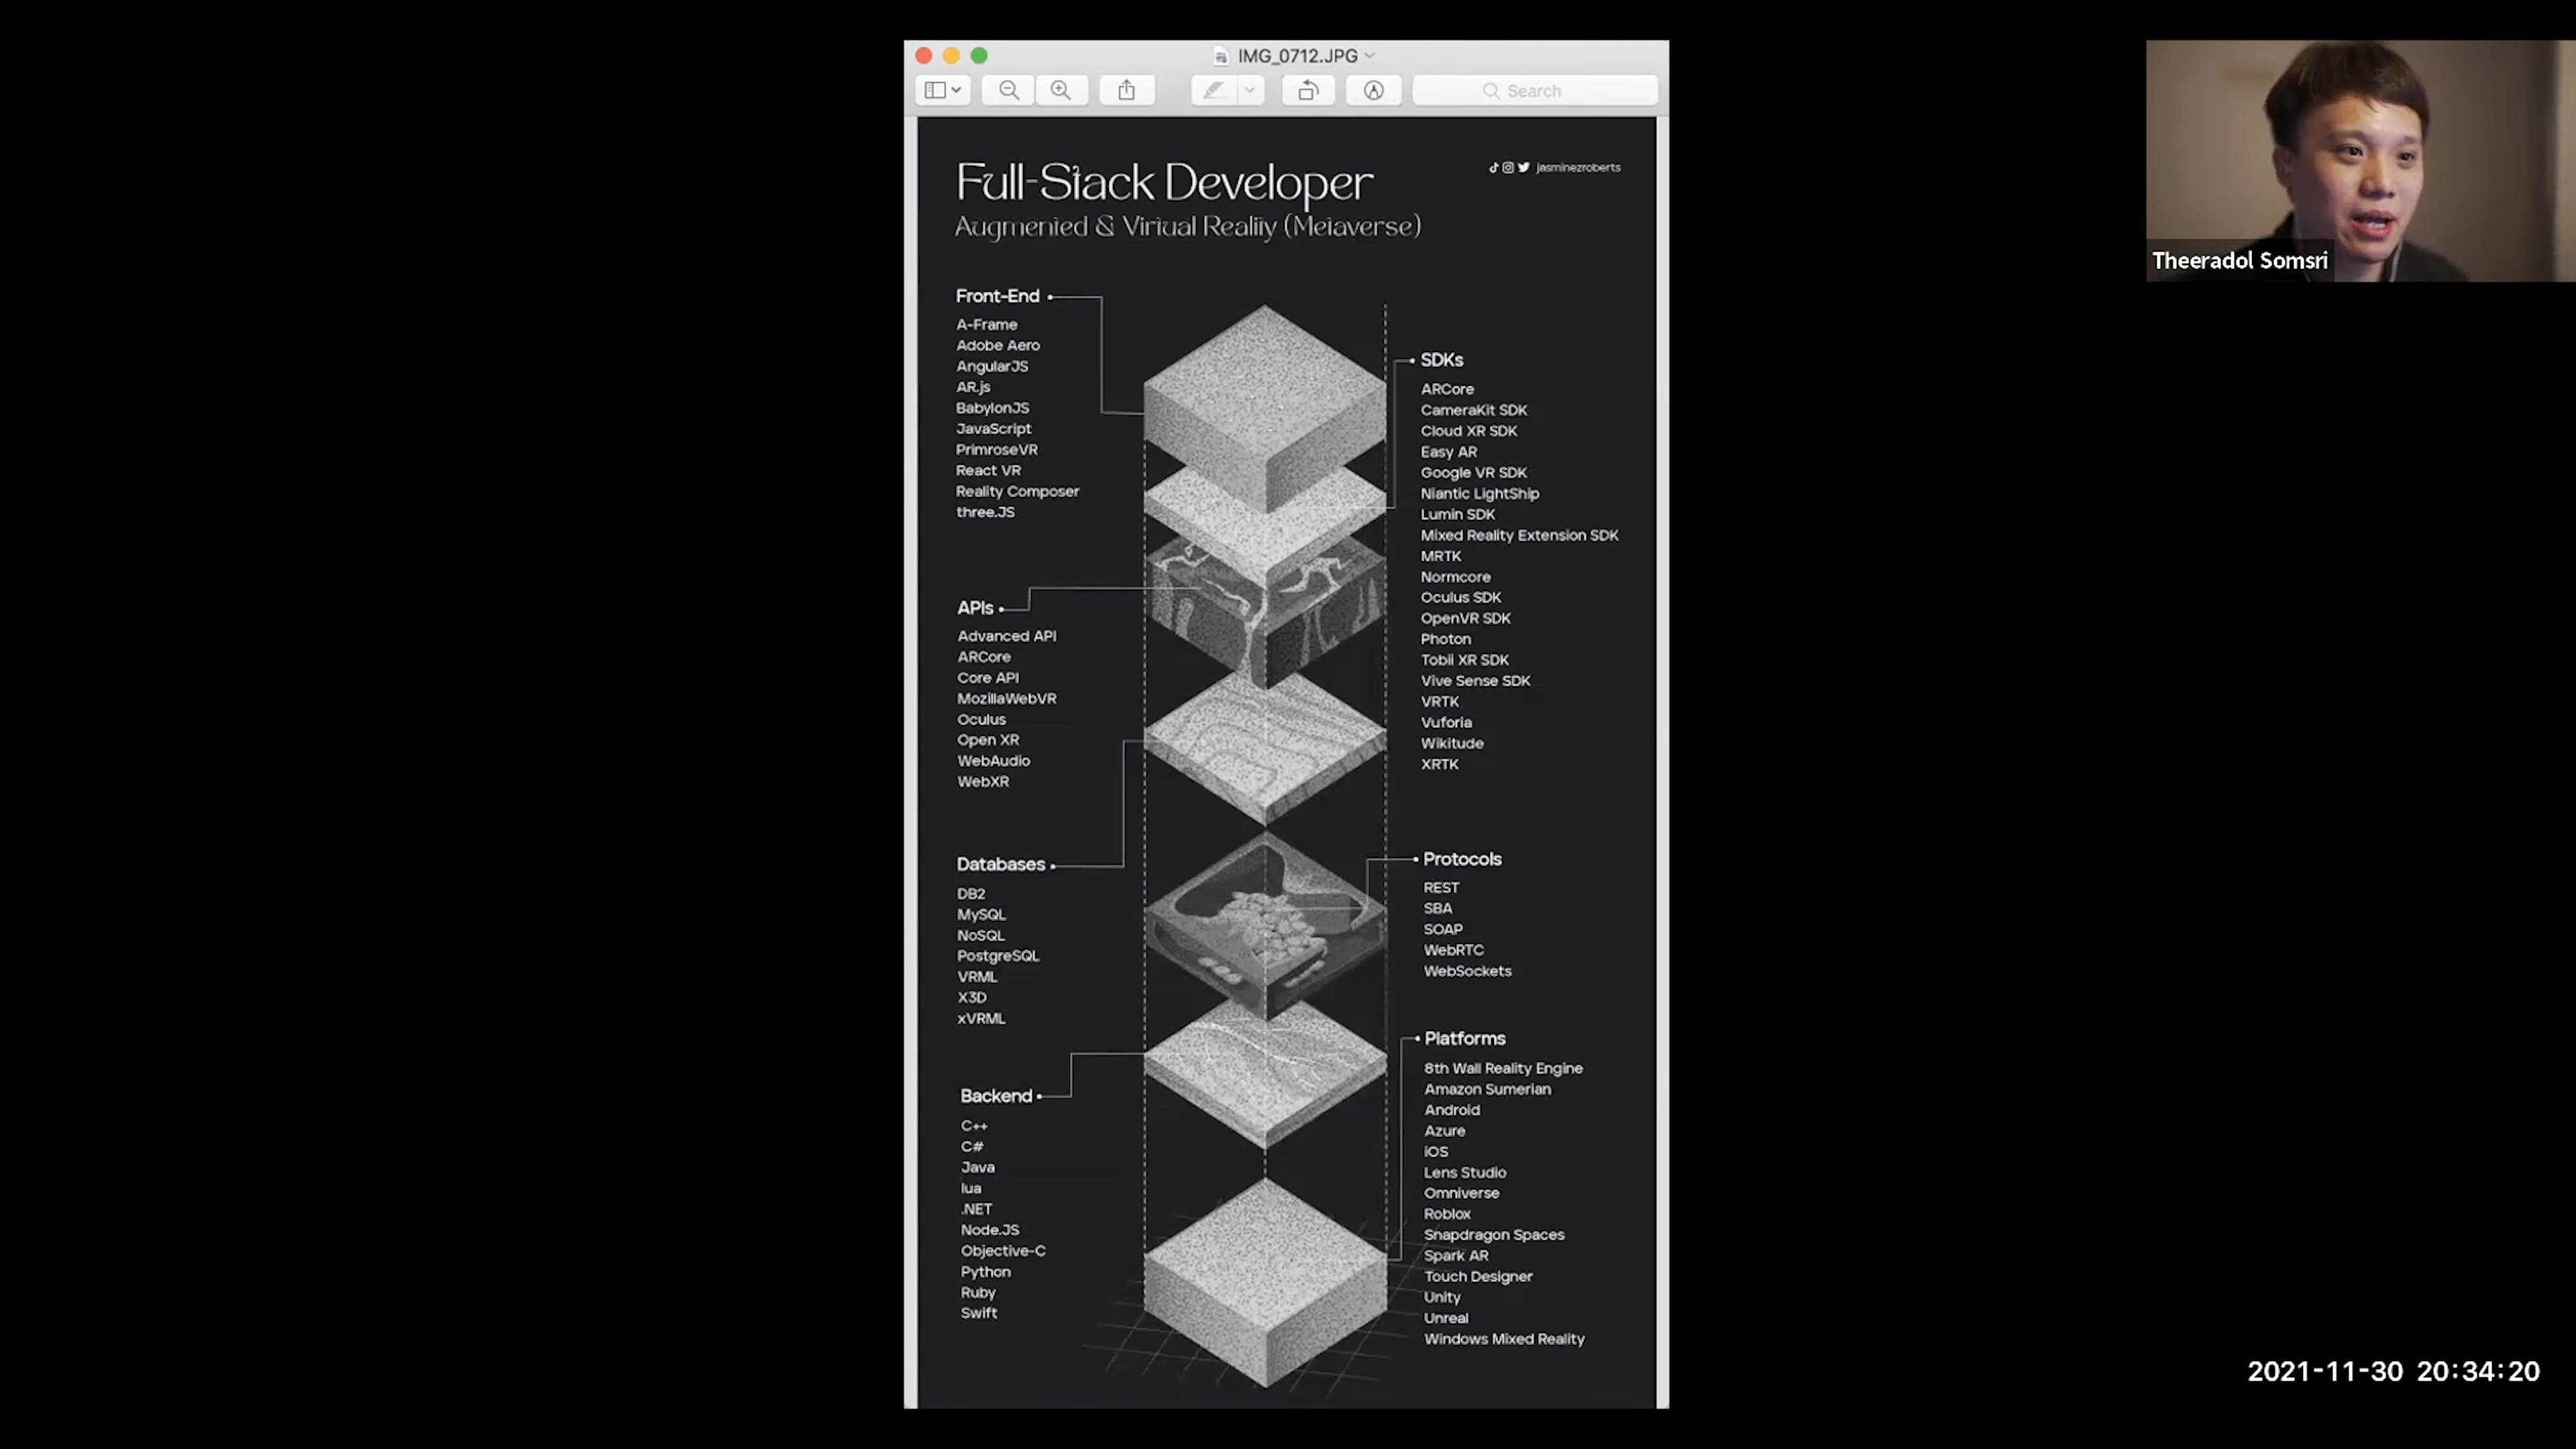 IMG_0712.JPG
Search
Full-Stack Developer
Augmented & Virtual Reality (Metaverse)
jasminezroberts
Front-End
A-Frame
Adobe Aero
AngularJS
AR.js
BabylonJS
JavaScript
PrimroseVR
React VR
Reality Composer
three.JS
SDKs
ARCore
CameraKit SDK
Cloud XR SDK
Easy AR
Google VR SDK
Niantic LightShip
Lumin SDK
Mixed Reality Extension SDK
MRTK
Normcore
Oculus SDK
OpenVR SDK
Photon
Tobii XR SDK
Vive Sense SDK
VRTK
Vuforia
Wikitude
XRTK
APIs
Advanced API
ARCore
Core API
MozillaWebVR
Oculus
Open XR
WebAudio
WebXR
Databases
DB2
MySQL
NoSQL
PostgreSQL
VRML
X3D
xVRML
Protocols
REST
SBA
SOAP
WebRTC
WebSockets
Backend
C++
C#
Java
lua
.NET
Node.JS
Objective-C
Python
Ruby
Swift
Platforms
8th Wall Reality Engine
Amazon Sumerian
Android
Azure
iOS
Lens Studio
Omniverse
Roblox
Snapdragon Spaces
Spark AR
Touch Designer
Unity
Unreal
Windows Mixed Reality
Theeradol Somsri
2021-11-30 20:34:20